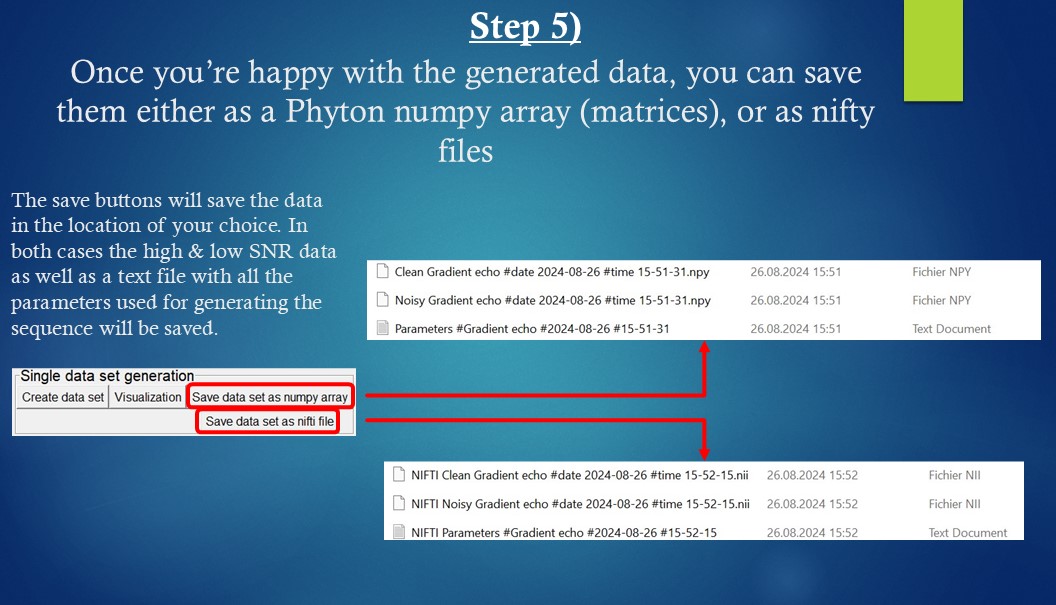 Step 5)
Once you’re happy with the generated data, you can save
them either as a Phyton numpy array (matrices), or as nifty
files
The save buttons will save the data
in the location of your choice. In
both cases the high & low SNR data
as well as a text file with all the
parameters used for generating the
sequence will be saved.
Clean Gradient echo #date 2024-08-26 #time 15-51-31.npy 26.08.2024 15:51 Fichier NPY
Noisy Gradient echo #date 2024-08-26 #time 15-51-31.npy 26.08.2024 15:51 Fichier NPY
Parameters #Gradient echo #2024-08-26 #15-51-31 26.08.2024 15:51 Text Document
Single data set generation
Create data set Visualization Save data set as numpy array
Save data set as nifti file
NIFTI Clean Gradient echo #date 2024-08-26 #time 15-52-15.nii 26.08.2024 15:52 Fichier NII
NIFTI Noisy Gradient echo #date 2024-08-26 #time 15-52-15.nii 26.08.2024 15:52 Fichier NII
NIFTI Parameters #Gradient echo #2024-08-26 #15-52-15 26.08.2024 15:52 Text Document